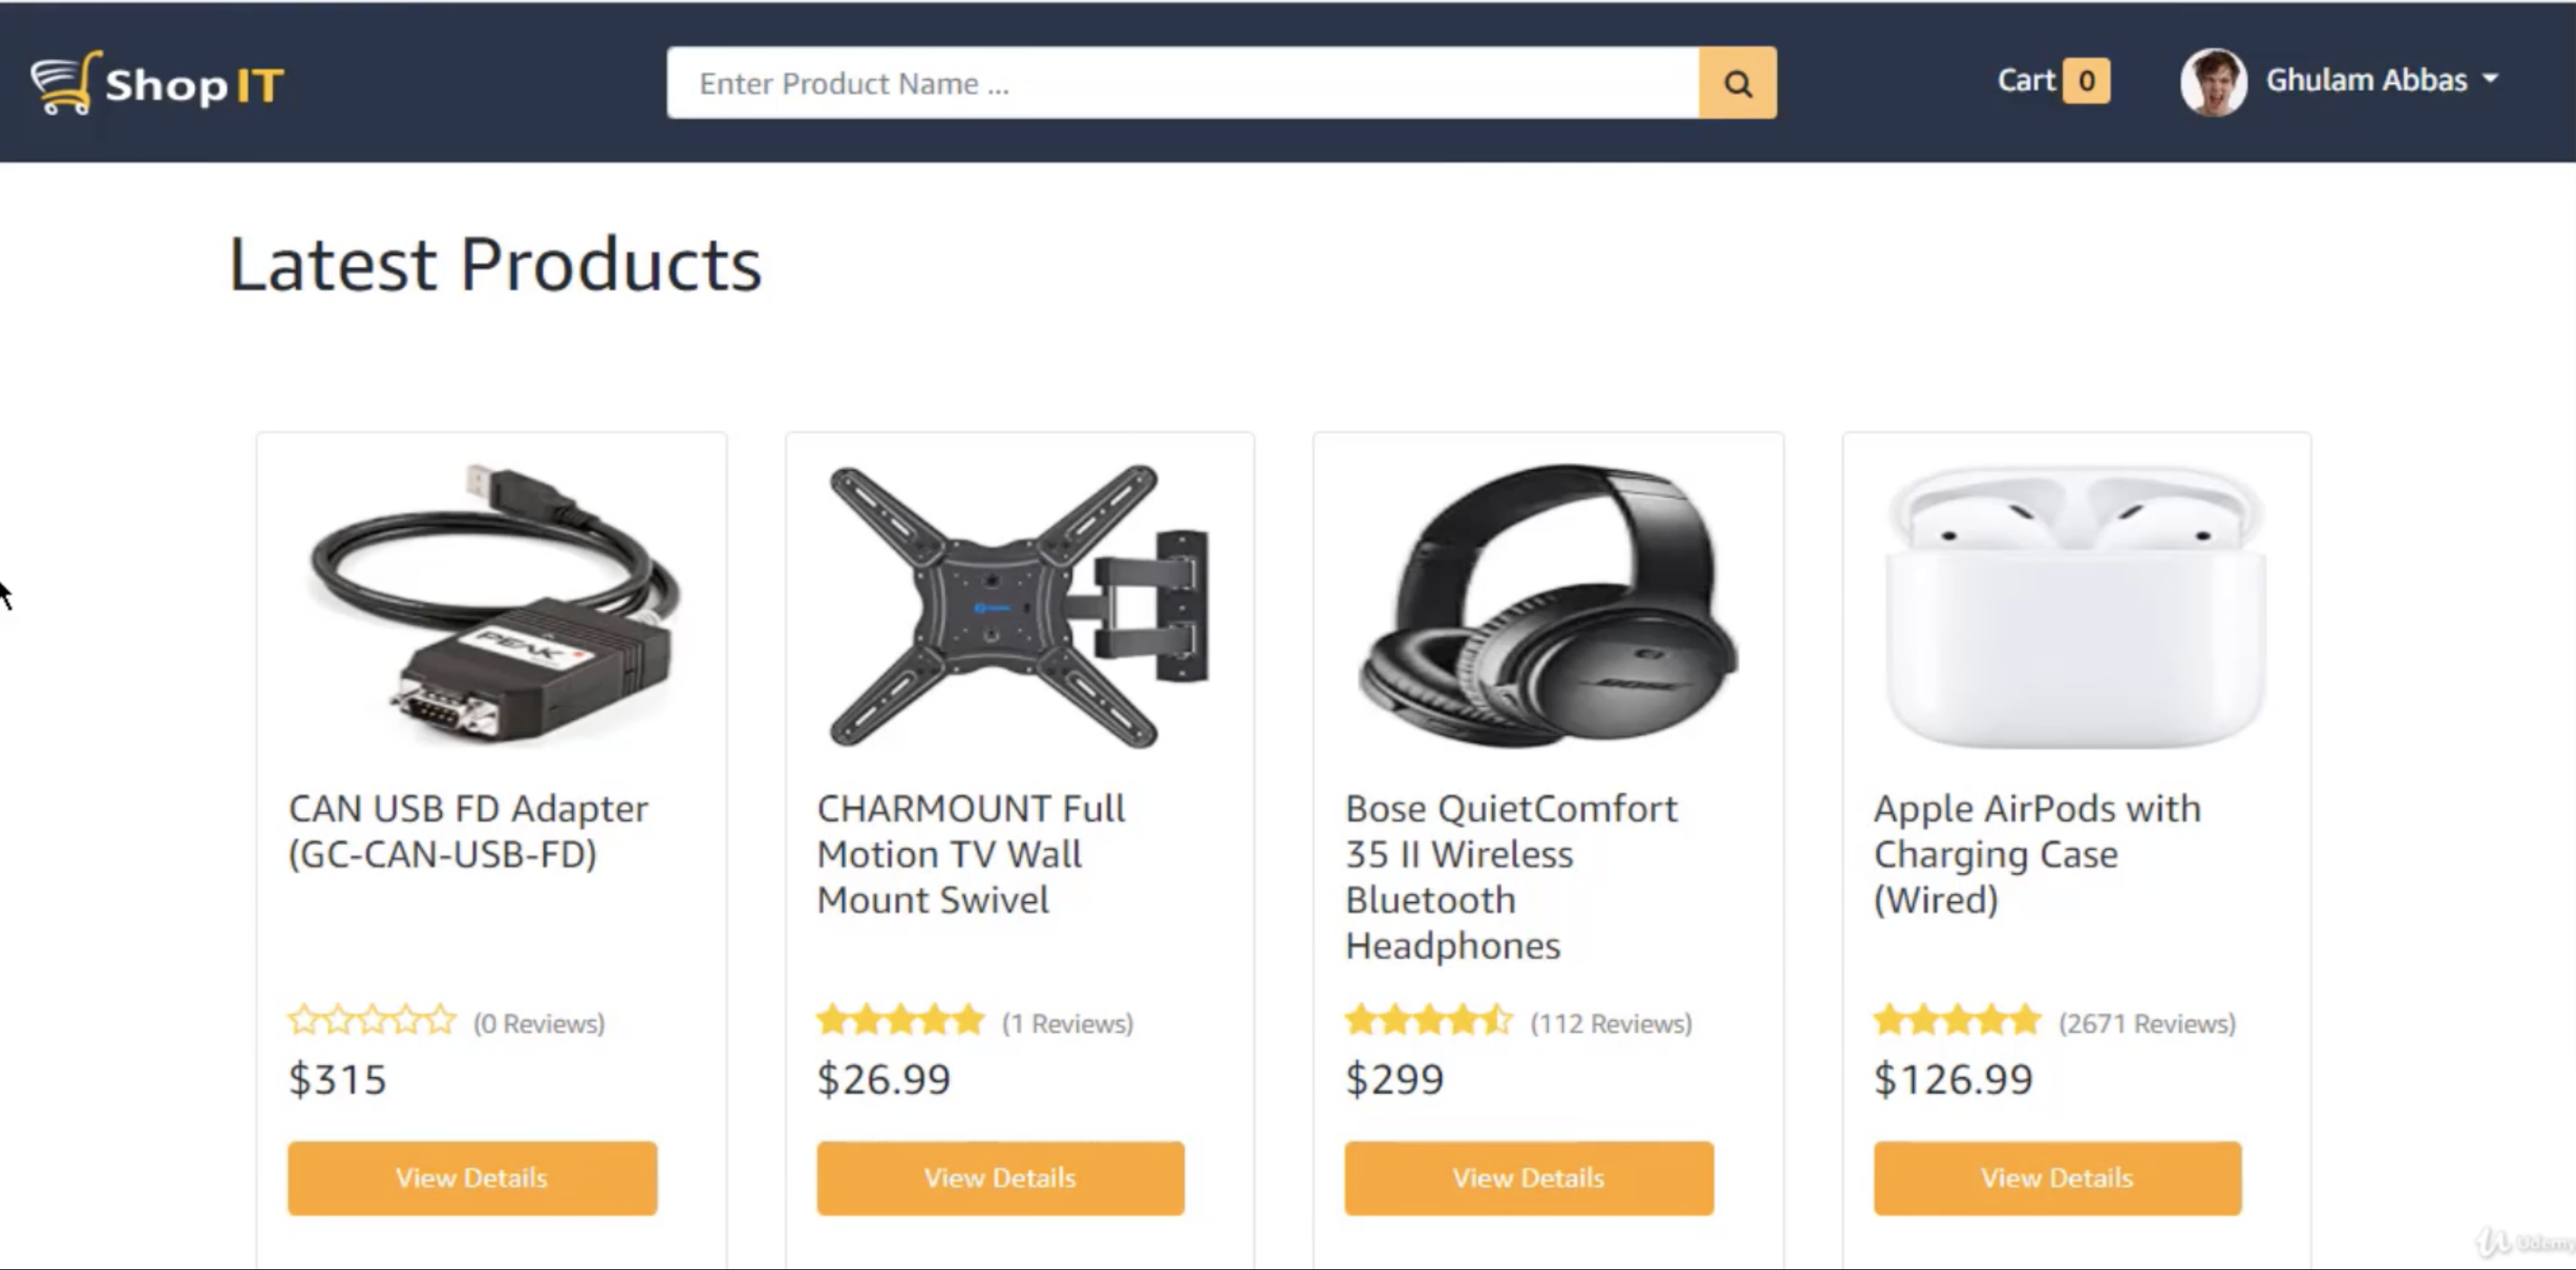 ShopIT
Enter Product Name ...
Cart 0
Ghulam Abbas
Latest Products
PEAK
BOSE
CAN USB FD Adapter
(GC-CAN-USB-FD)
(0 Reviews)
$315
View Details
CHARMOUNT Full
Motion TV Wall
Mount Swivel
(1 Reviews)
$26.99
View Details
Bose QuietComfort
35 II Wireless
Bluetooth
Headphones
(112 Reviews)
$299
View Details
Apple AirPods with
Charging Case
(Wired)
(2671 Reviews)
$126.99
View Details
Udemy